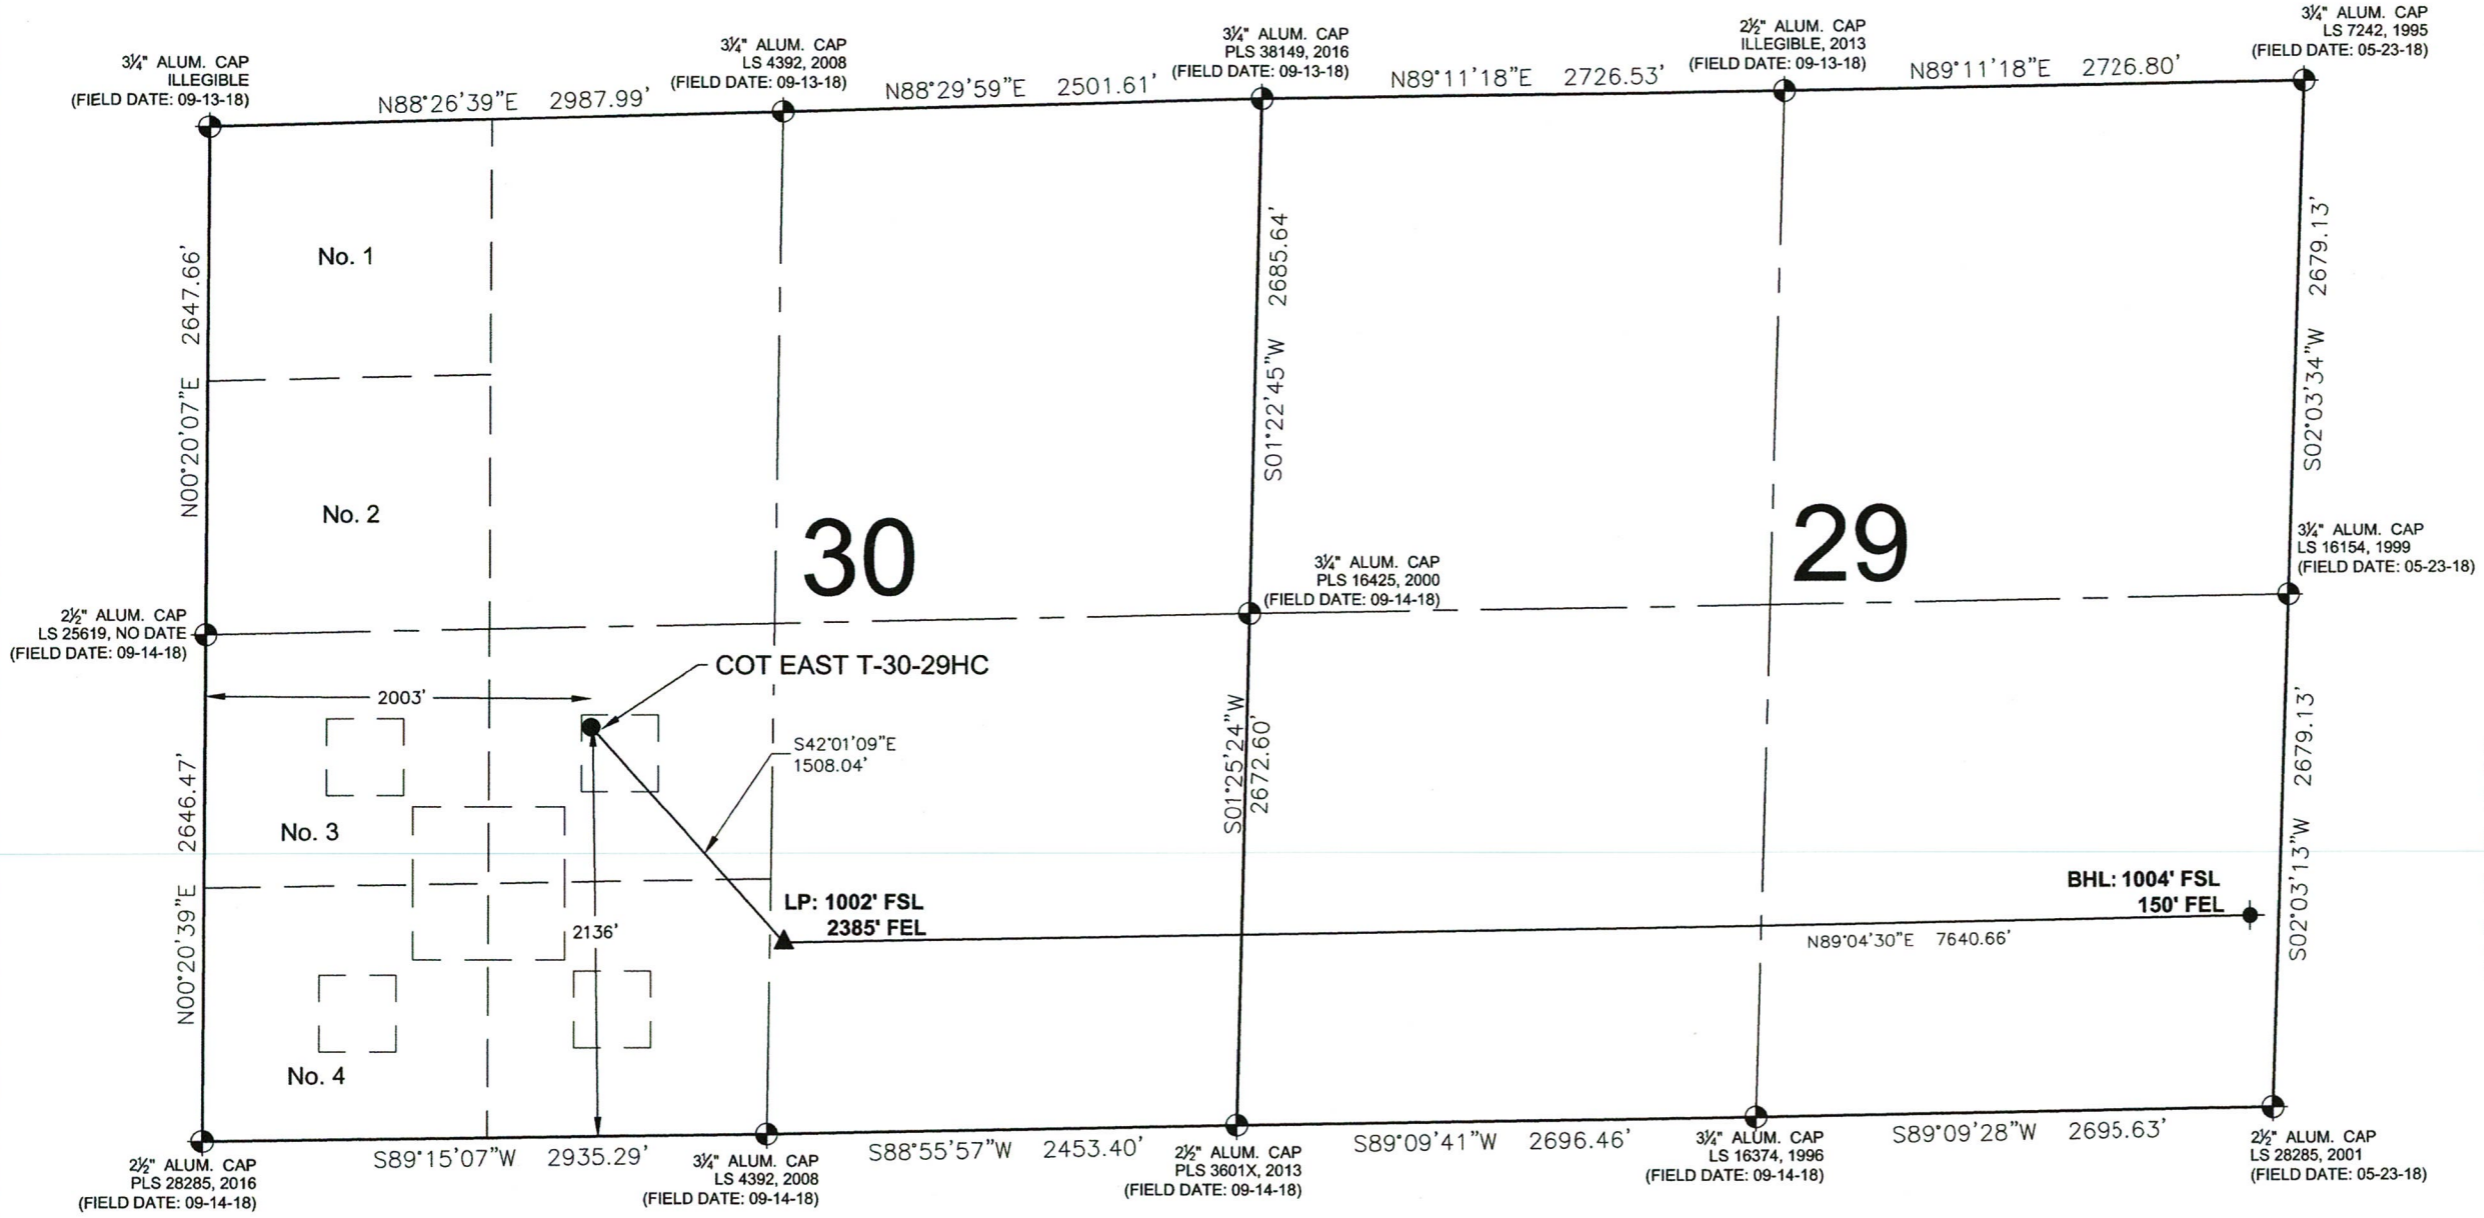 3¼" ALUM. CAP
ILLEGIBLE
(FIELD DATE: 09-13-18)
N88°26'39"E 2987.99'
3¼" ALUM. CAP
LS 4392, 2008
(FIELD DATE: 09-13-18)
N88°29'59"E 2501.61'
3¼" ALUM. CAP
PLS 38149, 2016
(FIELD DATE: 09-13-18)
N89°11'18"E 2726.53'
2½" ALUM. CAP
ILLEGIBLE, 2013
(FIELD DATE: 09-13-18)
N89°11'18"E 2726.80'
3¼" ALUM. CAP
LS 7242, 1995
(FIELD DATE: 05-23-18)
N00°20'07"E 2647.66'
No. 1
No. 2
30
S01°22'45"W 2685.64'
29
S02°03'34"W 2679.13'
2½" ALUM. CAP
LS 25619, NO DATE
(FIELD DATE: 09-14-18)
3¼" ALUM. CAP
PLS 16425, 2000
(FIELD DATE: 09-14-18)
3¼" ALUM. CAP
LS 16154, 1999
(FIELD DATE: 05-23-18)
COT EAST T-30-29HC
2003'
S42°01'09"E
1508.04'
N00°20'39"E 2646.47'
No. 3
2136'
LP: 1002' FSL
2385' FEL
S01°25'24"W
2672.60'
N89°04'30"E 7640.66'
BHL: 1004' FSL
150' FEL
S02°03'13"W 2679.13'
No. 4
2½" ALUM. CAP
PLS 28285, 2016
(FIELD DATE: 09-14-18)
S89°15'07"W 2935.29'
3¼" ALUM. CAP
LS 4392, 2008
(FIELD DATE: 09-14-18)
S88°55'57"W 2453.40'
2½" ALUM. CAP
PLS 3601X, 2013
(FIELD DATE: 09-14-18)
S89°09'41"W 2696.46'
3¼" ALUM. CAP
LS 16374, 1996
(FIELD DATE: 09-14-18)
S89°09'28"W 2695.63'
2½" ALUM. CAP
LS 28285, 2001
(FIELD DATE: 05-23-18)